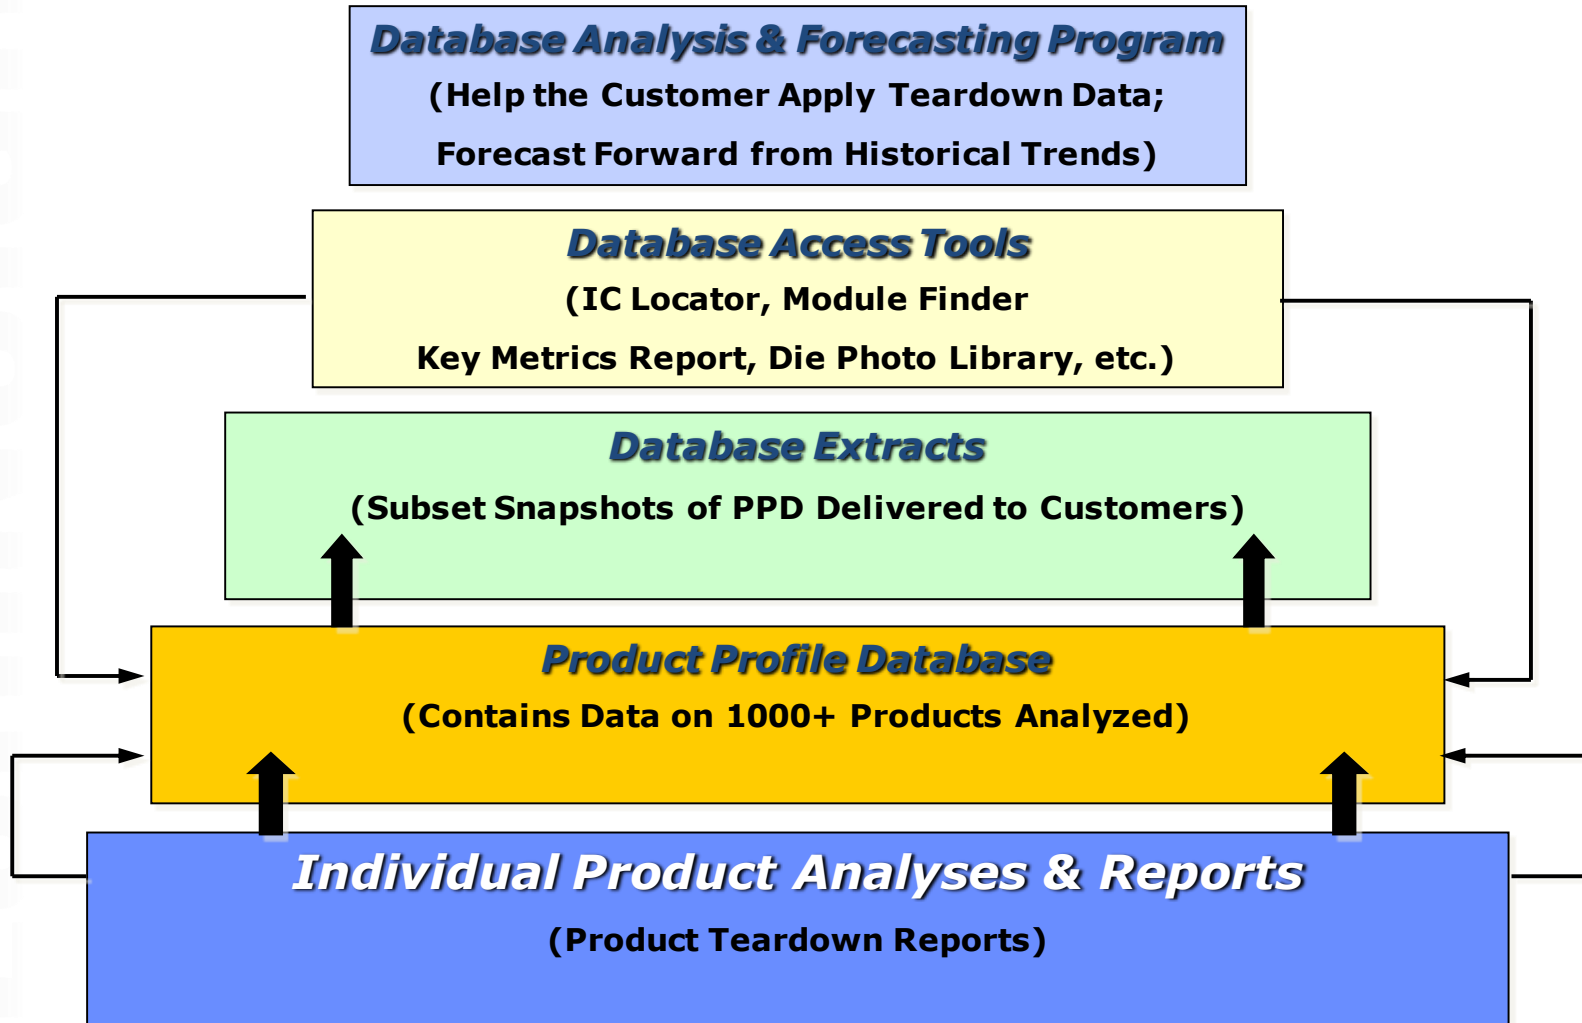 Database Analysis & Forecasting Program
(Help the Customer Apply Teardown Data;
Forecast Forward from Historical Trends)
Database Access Tools
(IC Locator, Module Finder
Key Metrics Report, Die Photo Library, etc.)
Database Extracts
(Subset Snapshots of PPD Delivered to Customers)
Product Profile Database
(Contains Data on 1000+ Products Analyzed)
Individual Product Analyses & Reports
(Product Teardown Reports)